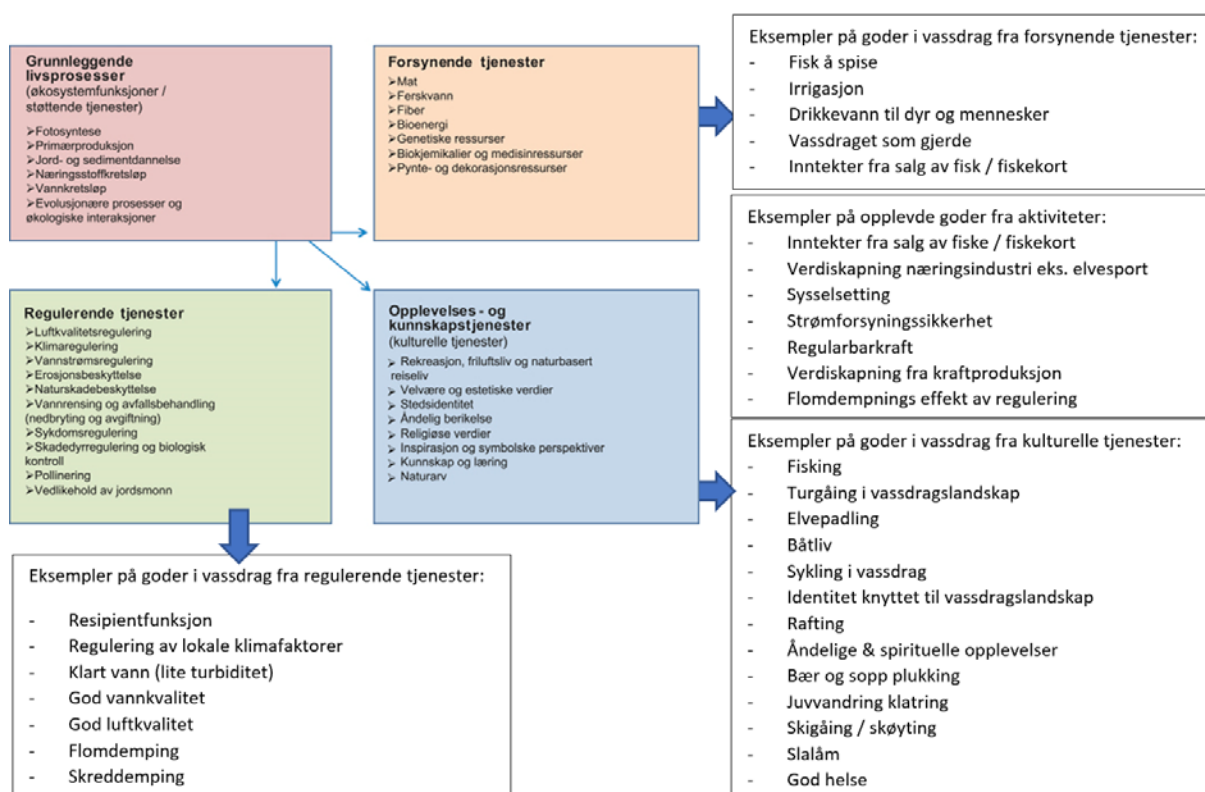 Grunnleggende
livsprosesser
(økosystemfunksjoner /
støttende tjenester)
➢Fotosyntese
➢Primærproduksjon
➢Jord- og sedimentdannelse
➢Næringsstoffkretsløp
➢Vannkretsløp
➢Evolusjonære prosesser og
økologiske interaksjoner
Forsynende tjenester
➢Mat
➢Ferskvann
➢Fiber
➢Bioenergi
➢Genetiske ressurser
➢Biokjemikalier og medisinressurser
➢Pynte- og dekorasjonsressurser
Eksempler på goder i vassdrag fra forsynende tjenester:
- Fisk å spise
- Irrigasjon
- Drikkevann til dyr og mennesker
- Vassdraget som gjerde
- Inntekter fra salg av fisk / fiskekort
Eksempler på opplevde goder fra aktiviteter:
- Inntekter fra salg av fiske / fiskekort
- Verdiskapning næringsindustri eks. elvesport
- Sysselsetting
- Strømforsyningssikkerhet
- Regularbarkraft
- Verdiskapning fra kraftproduksjon
- Flomdempnings effekt av regulering
Regulerende tjenester
➢Luftkvalitetsregulering
➢Klimaregulering
➢Vannstrømsregulering
➢Erosjonsbeskyttelse
➢Naturskadebeskyttelse
➢Vannrensing og avfallsbehandling
(nedbryting og avgiftning)
➢Sykdomsregulering
➢Skadedyrregulering og biologisk
kontroll
➢Pollinering
➢Vedlikehold av jordsmonn
Opplevelses - og
kunnskapstjenester
(kulturelle tjenester)
➢ Rekreasjon, friluftsliv og naturbasert
reiseliv
➢ Velvære og estetiske verdier
➢ Stedsidentitet
➢ Åndelig berikelse
➢ Religiøse verdier
➢ Inspirasjon og symbolske perspektiver
➢ Kunnskap og læring
➢ Naturarv
Eksempler på goder i vassdrag fra kulturelle tjenester:
- Fisking
- Turgåing i vassdragslandskap
- Elvepadling
- Båtliv
- Sykling i vassdrag
- Identitet knyttet til vassdragslandskap
- Rafting
- Åndelige & spirituelle opplevelser
- Bær og sopp plukking
- Juvvandring klatring
- Skigåing / skøyting
- Slalåm
- God helse
Eksempler på goder i vassdrag fra regulerende tjenester:
- Resipientfunksjon
- Regulering av lokale klimafaktorer
- Klart vann (lite turbiditet)
- God vannkvalitet
- God luftkvalitet
- Flomdemping
- Skreddemping